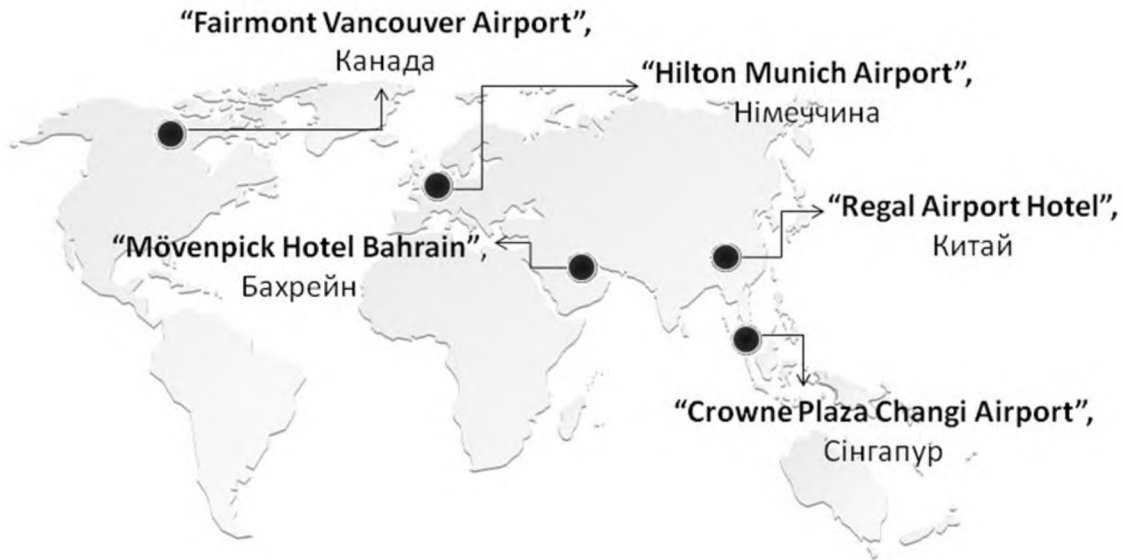 “Fairmont Vancouver Airport”,
Канада
“Hilton Munich Airport”,
Німеччина
“Regal Airport Hotel”,
Китай
“Mövenpick Hotel Bahrain”,
Бахрейн
“Crowne Plaza Changi Airport”,
Сінгапур